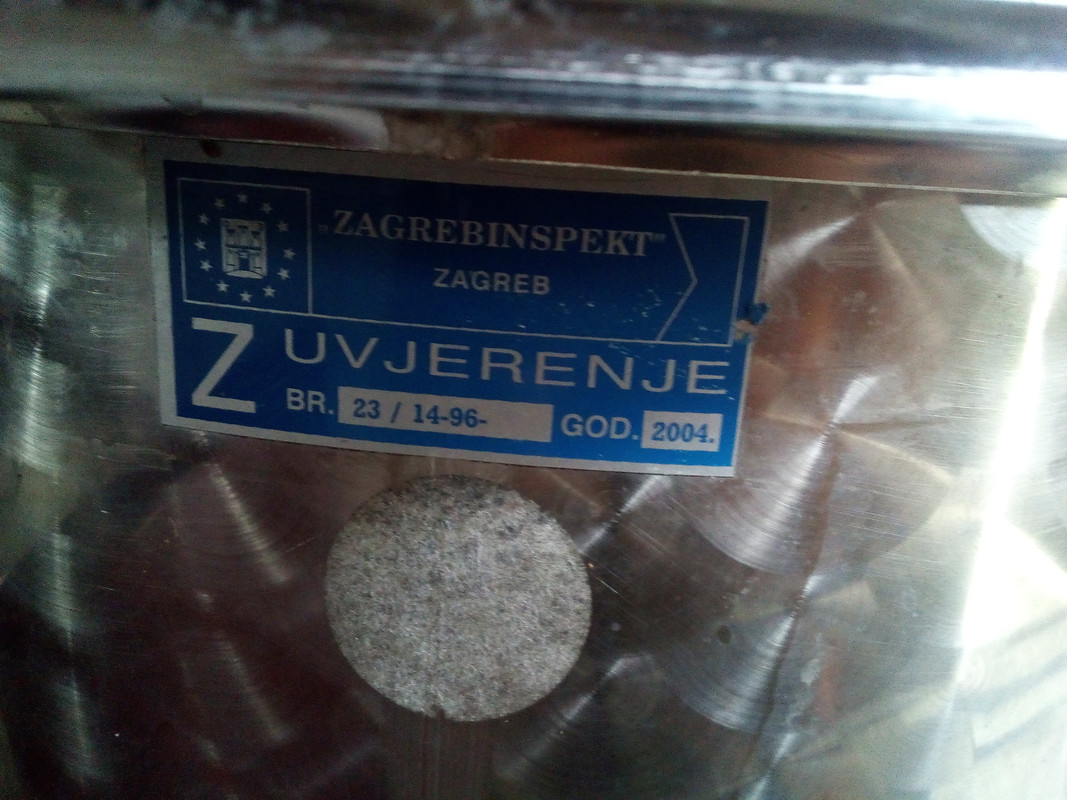 „ZAGREBINSPEKT"
ZAGREB
Z UVJERENJE
BR. 23 / 14-96- GOD. 2004.